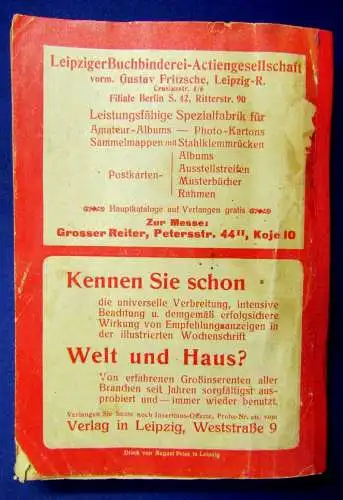 Leipziger Buchbinderei-Actiengesellschaft
vorm. Gustav Fritzsche, Leipzig-R.
Crusiusstr. 4/6
Filiale Berlin S. 42, Ritterstr. 90
Leistungsfähige Spezialfabrik für
Amateur-Albums — Photo-Kartons
Sammelmappen mit Stahlklemmrücken
Postkarten-
Albums
Ausstellstreifen
Musterbücher
Rahmen
Hauptkataloge auf Verlangen gratis
Zur Messe:
Grosser Reiter, Petersstr. 44II, Koje 10
Kennen Sie schon
die universelle Verbreitung, intensive
Beachtung u. demgemäß erfolgsichere
Wirkung von Empfehlungsanzeigen in
der illustrierten Wochenschrift
Welt und Haus?
Von erfahrenen Großinserenten aller
Branchen seit Jahren sorgfältigst aus-
probiert und — immer wieder benutzt.
Verlangen Sie heute noch Insertions-Offerte, Probe-Nr. etc. vom
Verlag in Leipzig, Weststraße 9
Druck von August Pries in Leipzig